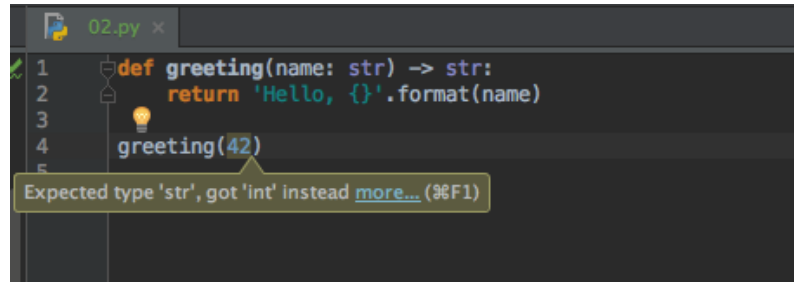 02.py ×
1 def greeting(name: str) -> str:
2 return 'Hello, {}'.format(name)
3
4 greeting(42)
5
Expected type 'str', got 'int' instead more... (⌘F1)